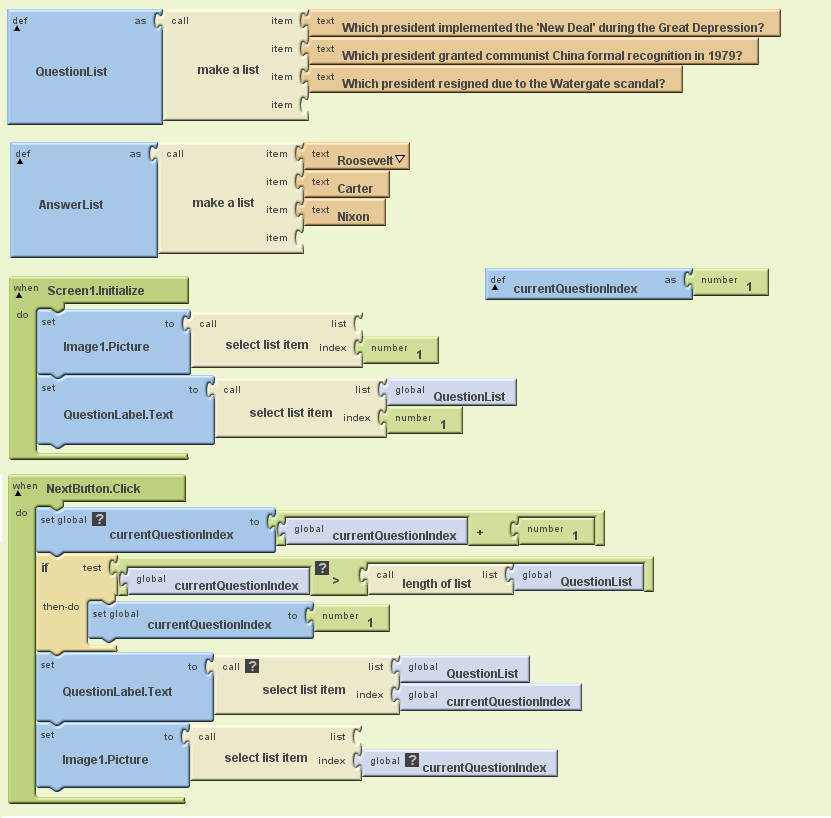 def as call item text Which president implemented the 'New Deal' during the Great Depression?
item text Which president granted communist China formal recognition in 1979?
QuestionList make a list
item text Which president resigned due to the Watergate scandal?
item
def as call item text Roosevelt
item text Carter
AnswerList make a list
item text Nixon
item
def currentQuestionIndex as number 1
when Screen1.Initialize
do set to call list
Image1.Picture select list item index number 1
set to call list global QuestionList
QuestionLabel.Text select list item index number 1
when NextButton.Click
do set global ? currentQuestionIndex to global currentQuestionIndex + number 1
if test global currentQuestionIndex ? > call length of list list global QuestionList
then-do set global currentQuestionIndex to number 1
set to call ? list global QuestionList
QuestionLabel.Text select list item index global currentQuestionIndex
set to call list
Image1.Picture select list item index global ? currentQuestionIndex